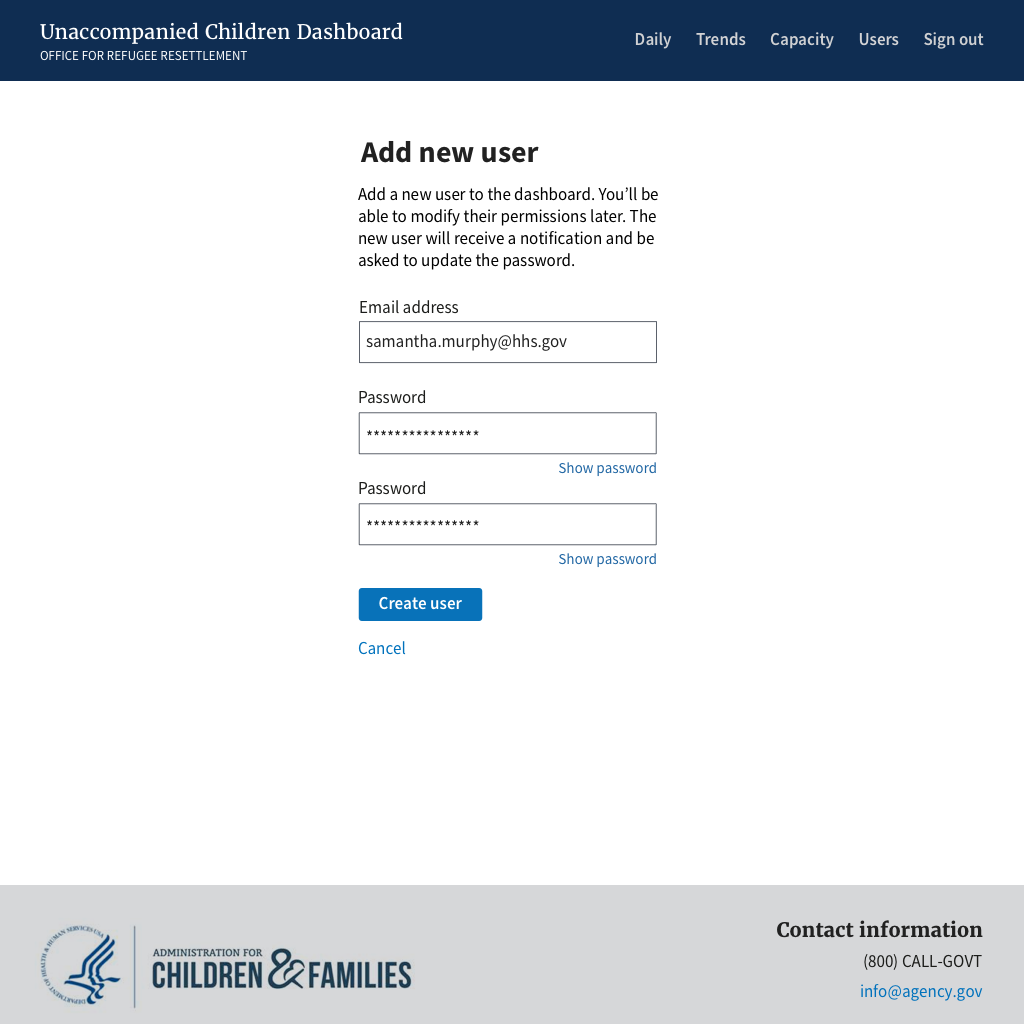 Unaccompanied Children Dashboard
OFFICE FOR REFUGEE RESETTLEMENT
Daily Trends Capacity Users Sign out
Add new user
Add a new user to the dashboard. You’ll be
able to modify their permissions later. The
new user will receive a notification and be
asked to update the password.
Email address
samantha.murphy@hhs.gov
Password
****************
Show password
Password
****************
Show password
Create user
Cancel
DEPARTMENT OF HEALTH & HUMAN SERVICES·USA
ADMINISTRATION FOR
CHILDREN & FAMILIES
Contact information
(800) CALL-GOVT
info@agency.gov